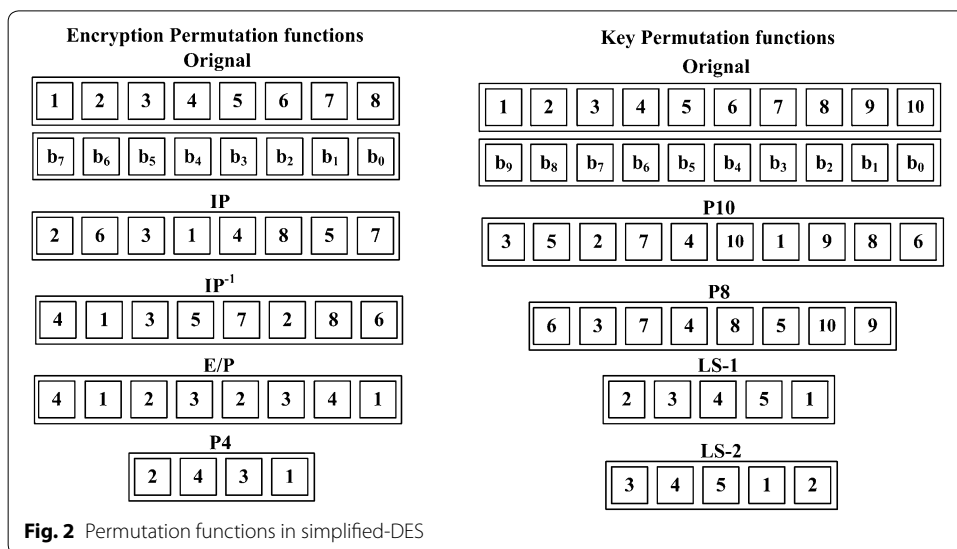 Encryption Permutation functions
Orignal
1 2 3 4 5 6 7 8
b₇ b₆ b₅ b₄ b₃ b₂ b₁ b₀
IP
2 6 3 1 4 8 5 7
IP⁻¹
4 1 3 5 7 2 8 6
E/P
4 1 2 3 2 3 4 1
P4
2 4 3 1
Key Permutation functions
Orignal
1 2 3 4 5 6 7 8 9 10
b₉ b₈ b₇ b₆ b₅ b₄ b₃ b₂ b₁ b₀
P10
3 5 2 7 4 10 1 9 8 6
P8
6 3 7 4 8 5 10 9
LS-1
2 3 4 5 1
LS-2
3 4 5 1 2
Fig. 2 Permutation functions in simplified-DES